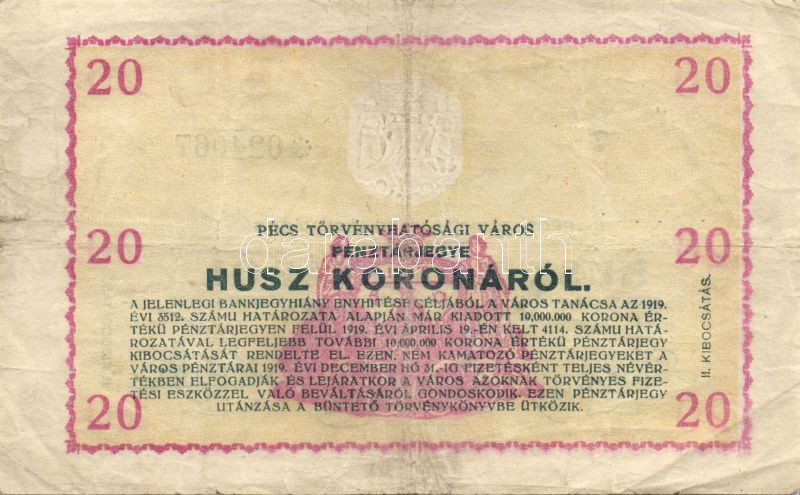 20 20
024067
20 PÉCS TÖRVÉNYHATÓSÁGI VÁROS 20
PÉNZTÁRJEGYE
darabanth
HUSZ KORONÁRÓL.
A JELENLEGI BANKJEGYHIÁNY ENYHITÉSE CÉLJÁBÓL A VÁROS TANÁCSA AZ 1919.
ÉVI 3512. SZÁMU HATÁROZATA ALAPJÁN MÁR KIADOTT 10,000.000 KORONA ÉR-
TÉKÜ PÉNZTÁRJEGYEN FELÜL 1919. ÉVI ÁPRILIS 19.-ÉN KELT 4114. SZÁMU HATÁ-
ROZATÁVAL LEGFELJEBB TOVÁBBI 10,000.000 KORONA ÉRTÉKÜ PÉNZTÁRJEGY
KIBOCSÁTÁSÁT RENDELTE EL. EZEN, NEM KAMATOZÓ PÉNZTÁRJEGYEKET A
VÁROS PÉNZTÁRAI 1919. ÉVI DECEMBER HÓ 31.-IG FIZETÉSKÉNT TELJES NÉVÉR-
TÉKBEN ELFOGADJÁK ÉS LEJÁRATKOR A VÁROS AZOKNAK TÖRVÉNYES FIZE-
TÉSI ESZKÖZZEL VALÓ BEVÁLTÁSÁRÓL GONDOSKODIK. EZEN PÉNZTÁRJEGY
UTÁNZÁSA A BÜNTETŐ TÖRVÉNYKÖNYVBE ÜTKÖZIK.
II. KIBOCSÁTÁS.
20 20